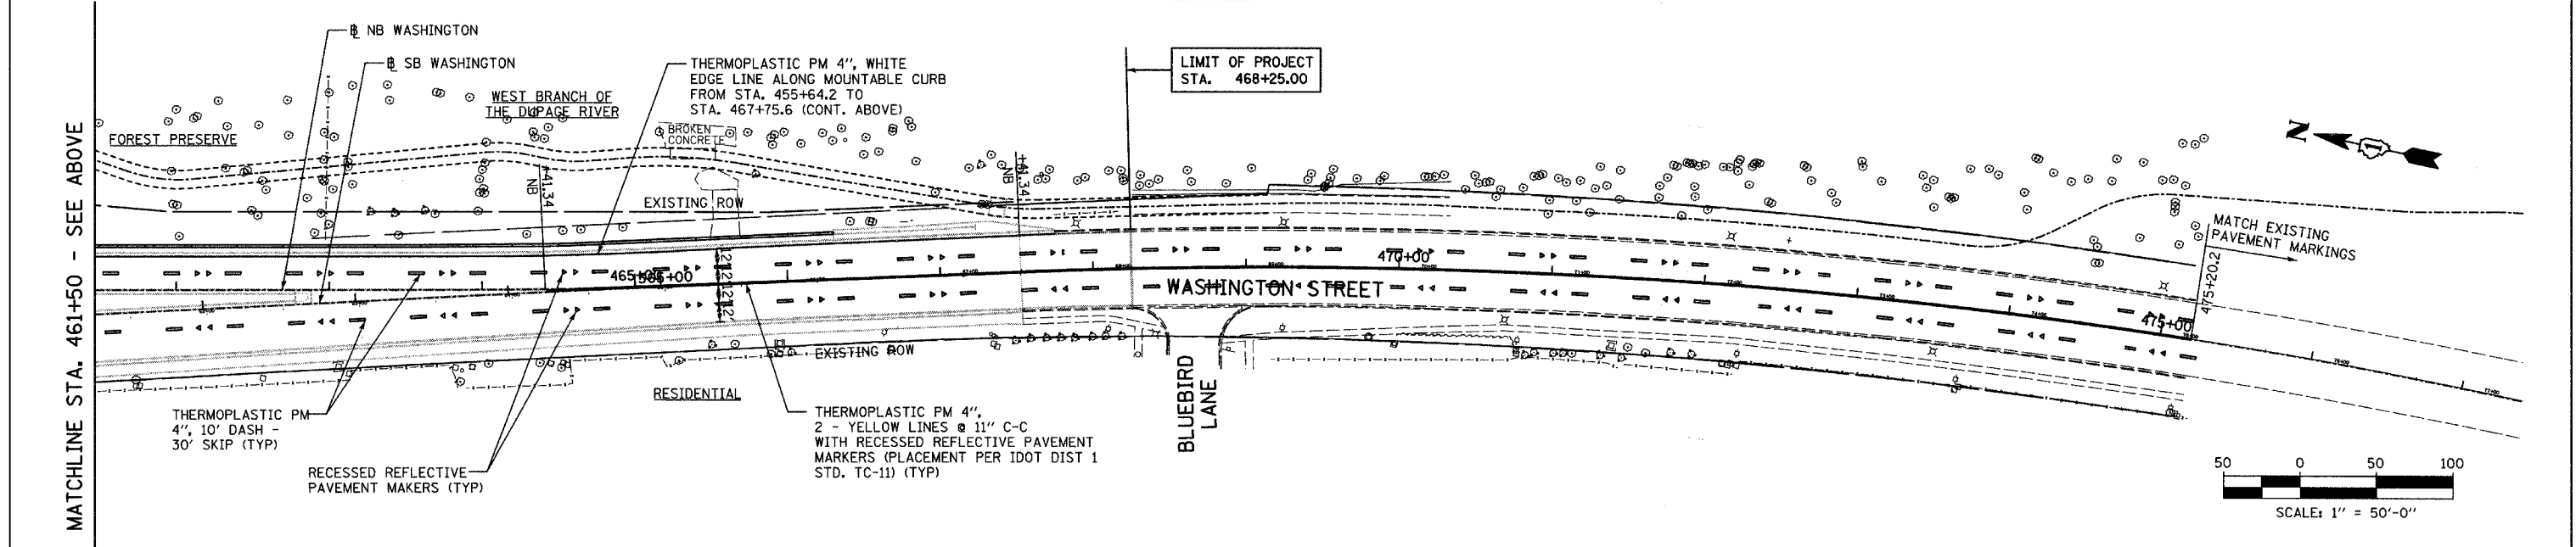 MATCHLINE STA. 461+50 - SEE ABOVE
NB WASHINGTON
SB WASHINGTON
FOREST PRESERVE
WEST BRANCH OF
THE DUPAGE RIVER
THERMOPLASTIC PM 4", WHITE
EDGE LINE ALONG MOUNTABLE CURB
FROM STA. 455+64.2 TO
STA. 467+75.6 (CONT. ABOVE)
BROKEN
CONCRETE
LIMIT OF PROJECT
STA. 468+25.00
N
NB
+41.34
NB
+41.34
EXISTING ROW
MATCH EXISTING
PAVEMENT MARKINGS
475+20.2
470+00
475+00
WASHINGTON STREET
12' 12' 12' 12'
EXISTING ROW
RESIDENTIAL
BLUEBIRD
LANE
THERMOPLASTIC PM
4", 10' DASH -
30' SKIP (TYP)
RECESSED REFLECTIVE
PAVEMENT MAKERS (TYP)
THERMOPLASTIC PM 4",
2 - YELLOW LINES @ 11" C-C
WITH RECESSED REFLECTIVE PAVEMENT
MARKERS (PLACEMENT PER IDOT DIST 1
STD. TC-11) (TYP)
50 0 50 100
SCALE: 1" = 50'-0"